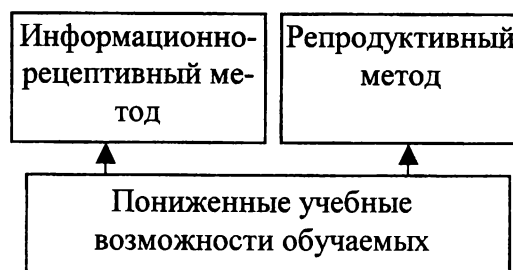 Информационно-
рецептивный ме-
тод
Репродуктивный
метод
Пониженные учебные
возможности обучаемых